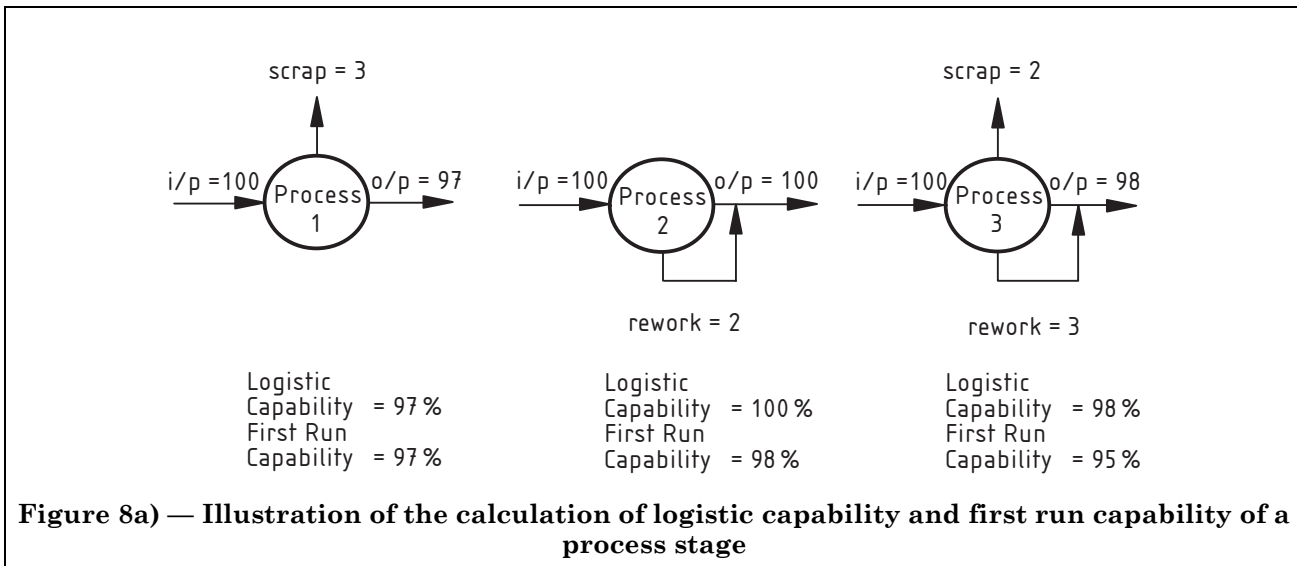 scrap = 3
i/p =100
Process
1
o/p = 97
i/p =100
Process
2
o/p = 100
rework = 2
scrap = 2
i/p =100
Process
3
o/p = 98
rework = 3
Logistic
Capability = 97 %
First Run
Capability = 97 %
Logistic
Capability = 100 %
First Run
Capability = 98 %
Logistic
Capability = 98 %
First Run
Capability = 95 %
Figure 8a) — Illustration of the calculation of logistic capability and first run capability of a
process stage